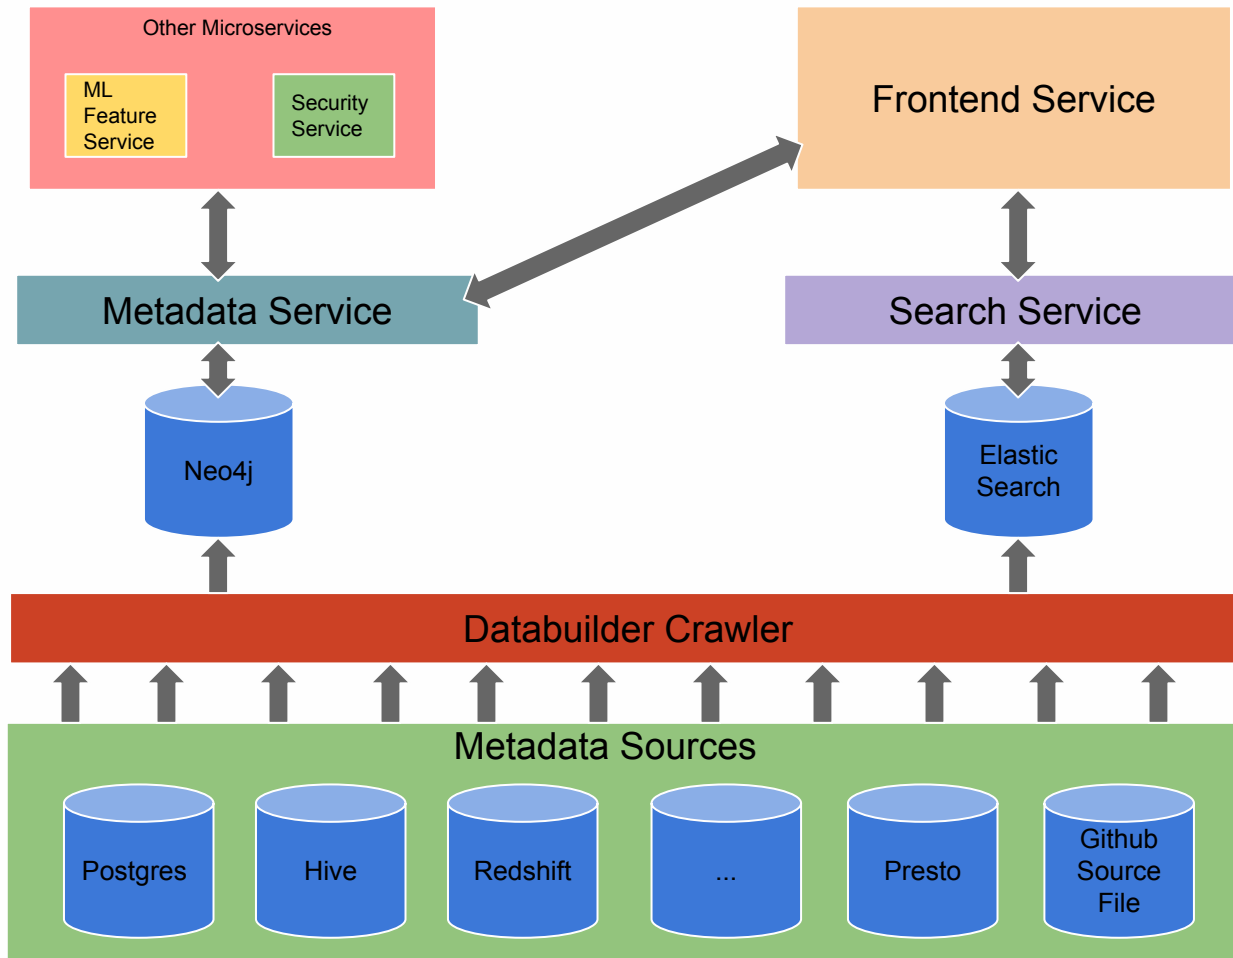 Other Microservices
ML
Feature
Service
Security
Service
Frontend Service
Metadata Service
Search Service
Neo4j
Elastic
Search
Databuilder Crawler
Metadata Sources
Postgres
Hive
Redshift
...
Presto
Github
Source
File